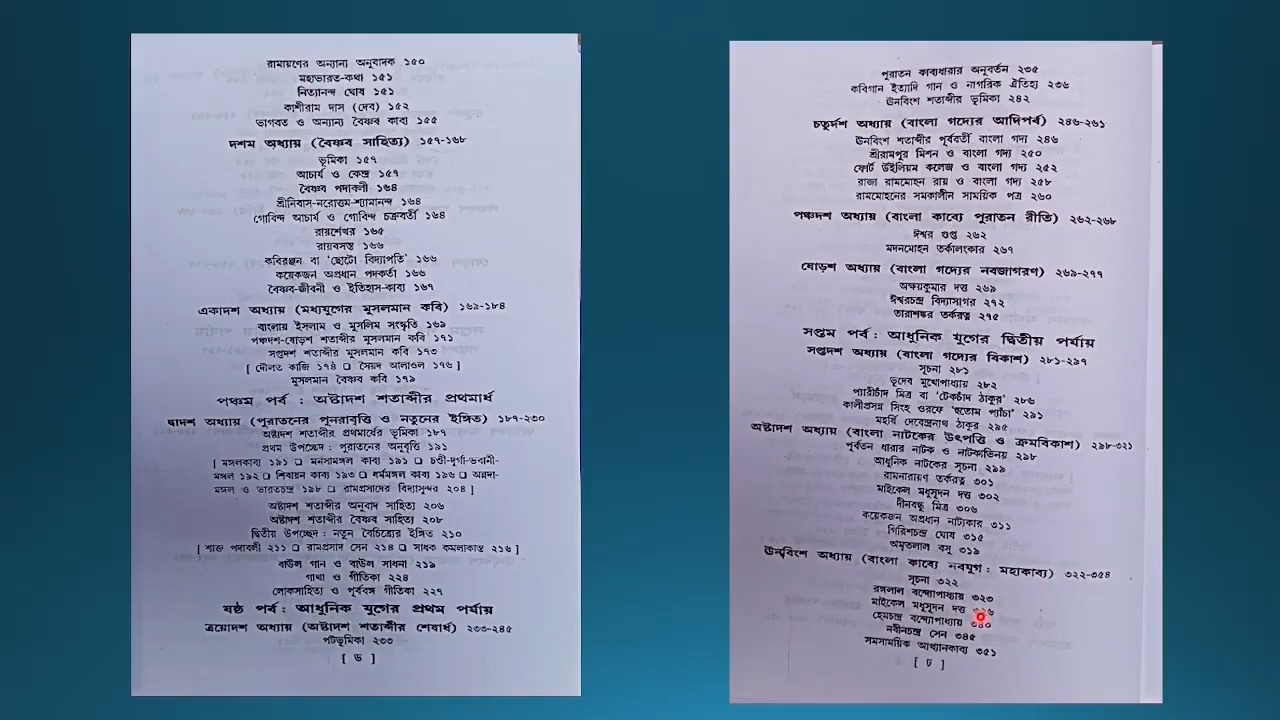 রামায়ণের অন্যান্য অনুবাদক ১৫০
মহাভারত-কথা ১৫১
নিত্যানন্দ ঘোষ ১৫১
কাশীরাম দাস (দেব) ১৫২
ভাগবত ও অন্যান্য বৈষ্ণব কাব্য ১৫৫
দশম অধ্যায় (বৈষ্ণব সাহিত্য) ১৫৭-১৬৮
ভূমিকা ১৫৭
আচার্য ও কেন্দ্র ১৫৭
বৈষ্ণব পদাবলী ১৬৪
শ্রীনিবাস-নরোত্তম-শ্যামানন্দ ১৬৪
গোবিন্দ আচার্য ও গোবিন্দ চক্রবর্তী ১৬৪
রায়শেখর ১৬৫
রায়বসন্ত ১৬৬
কবিরঞ্জন বা 'ছোটো বিদ্যাপতি' ১৬৬
কয়েকজন অপ্রধান পদকর্তা ১৬৬
বৈষ্ণব-জীবনী ও ইতিহাস-কাব্য ১৬৭
একাদশ অধ্যায় (মধ্যযুগের মুসলমান কবি) ১৬৯-১৮৪
বাংলায় ইসলাম ও মুসলিম সংস্কৃতি ১৬৯
পঞ্চদশ-ষোড়শ শতাব্দীর মুসলমান কবি ১৭১
সপ্তদশ শতাব্দীর মুসলমান কবি ১৭৩
[ দৌলত কাজি ১৭৪ □ সৈয়দ আলাওল ১৭৬ ]
মুসলমান বৈষ্ণব কবি ১৭৯
পঞ্চম পর্ব : অষ্টাদশ শতাব্দীর প্রথমার্ধ
দ্বাদশ অধ্যায় (পুরাতনের পুনরাবৃত্তি ও নতুনের ইঙ্গিত) ১৮৭-২৩০
অষ্টাদশ শতাব্দীর প্রথমার্ধের ভূমিকা ১৮৭
প্রথম উপচ্ছেদ : পুরাতনের অনুবৃত্তি ১৯১
[ মঙ্গলকাব্য ১৯১ □ মনসামঙ্গল কাব্য ১৯১ □ চণ্ডী-দুর্গা-ভবানী-
মঙ্গল ১৯২ □ শিবায়ন কাব্য ১৯৩ □ ধর্মমঙ্গল কাব্য ১৯৬ □ অন্নদা-
মঙ্গল ও ভারতচন্দ্র ১৯৮ □ রামপ্রসাদের বিদ্যাসুন্দর ২০৪ ]
অষ্টাদশ শতাব্দীর অনুবাদ সাহিত্য ২০৬
অষ্টাদশ শতাব্দীর বৈষ্ণব সাহিত্য ২০৮
দ্বিতীয় উপচ্ছেদ : নতুন বৈচিত্র্যের ইঙ্গিত ২১০
[ শাক্ত পদাবলী ২১১ □ রামপ্রসাদ সেন ২১৪ □ সাধক কমলাকান্ত ২১৬ ]
বাউল গান ও বাউল সাধনা ২১৯
গাথা ও গীতিকা ২২৪
লোকসাহিত্য ও পূর্ববঙ্গ গীতিকা ২২৭
ষষ্ঠ পর্ব : আধুনিক যুগের প্রথম পর্যায়
ত্রয়োদশ অধ্যায় (অষ্টাদশ শতাব্দীর শেষার্ধ) ২৩৩-২৪৫
পটভূমিকা ২৩৩
[ ড ]
পুরাতন কাব্যধারার অনুবর্তন ২৩৫
কবিগান ইত্যাদি গান ও নাগরিক ঐতিহ্য ২৩৬
ঊনবিংশ শতাব্দীর ভূমিকা ২৪২
চতুর্দশ অধ্যায় (বাংলা গদ্যের আদিপর্ব) ২৪৬-২৬১
ঊনবিংশ শতাব্দীর পূর্ববর্তী বাংলা গদ্য ২৪৬
শ্রীরামপুর মিশন ও বাংলা গদ্য ২৫০
ফোর্ট উইলিয়ম কলেজ ও বাংলা গদ্য ২৫২
রাজা রামমোহন রায় ও বাংলা গদ্য ২৫৮
রামমোহনের সমকালীন সাময়িক পত্র ২৬০
পঞ্চদশ অধ্যায় (বাংলা কাব্যে পুরাতন রীতি) ২৬২-২৬৮
ঈশ্বর গুপ্ত ২৬২
মদনমোহন তর্কালংকার ২৬৭
ষোড়শ অধ্যায় (বাংলা গদ্যের নবজাগরণ) ২৬৯-২৭৭
অক্ষয়কুমার দত্ত ২৬৯
ঈশ্বরচন্দ্র বিদ্যাসাগর ২৭২
তারাশঙ্কর তর্করত্ন ২৭৫
সপ্তম পর্ব : আধুনিক যুগের দ্বিতীয় পর্যায়
সপ্তদশ অধ্যায় (বাংলা গদ্যের বিকাশ) ২৮১-২৯৭
সূচনা ২৮১
ভূদেব মুখোপাধ্যায় ২৮২
প্যারীচাঁদ মিত্র বা 'টেকচাঁদ ঠাকুর' ২৮৬
কালীপ্রসন্ন সিংহ ওরফে 'হুতোম প্যাঁচা' ২৯১
মহর্ষি দেবেন্দ্রনাথ ঠাকুর ২৯৫
অষ্টাদশ অধ্যায় (বাংলা নাটকের উৎপত্তি ও ক্রমবিকাশ) ২৯৮-৩২১
পূর্বতন ধারার নাটক ও নাটকাভিনয় ২৯৮
আধুনিক নাটকের সূচনা ২৯৯
রামনারায়ণ তর্করত্ন ৩০১
মাইকেল মধুসূদন দত্ত ৩০২
দীনবন্ধু মিত্র ৩০৬
কয়েকজন অপ্রধান নাট্যকার ৩১১
গিরিশচন্দ্র ঘোষ ৩১৫
অমৃতলাল বসু ৩১৯
ঊনবিংশ অধ্যায় (বাংলা কাব্যে নবযুগ : মহাকাব্য) ৩২২-৩৫৪
সূচনা ৩২২
রঙ্গলাল বন্দ্যোপাধ্যায় ৩২৩
মাইকেল মধুসূদন দত্ত
হেমচন্দ্র বন্দ্যোপাধ্যায়
নবীনচন্দ্র সেন ৩৪৫
সমসাময়িক আখ্যানকাব্য ৩৫১
[ ঢ ]